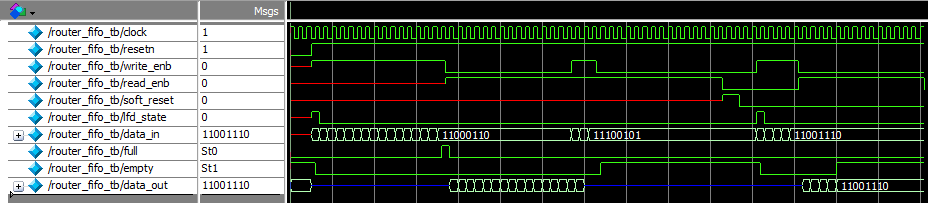 Msgs
/router_fifo_tb/clock 1
/router_fifo_tb/resetn 1
/router_fifo_tb/write_enb 0
/router_fifo_tb/read_enb 0
/router_fifo_tb/soft_reset 0
/router_fifo_tb/lfd_state 0
/router_fifo_tb/data_in 11001110 11000110 11100101 11001110
/router_fifo_tb/full St0
/router_fifo_tb/empty St1
/router_fifo_tb/data_out 11001110 11001110